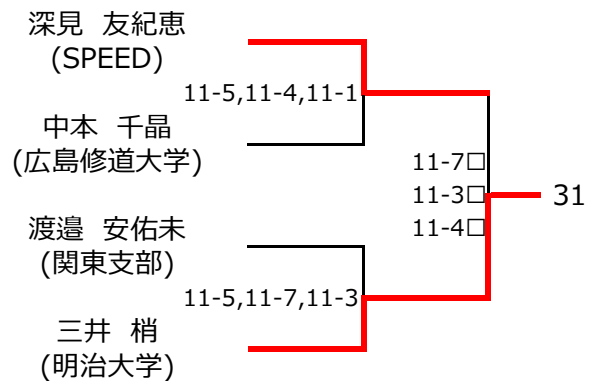 深見 友紀恵
(SPEED)
11-5,11-4,11-1
中本 千晶
(広島修道大学)
11-7□
11-3□
11-4□
31
渡邉 安佑未
(関東支部)
11-5,11-7,11-3
三井 梢
(明治大学)